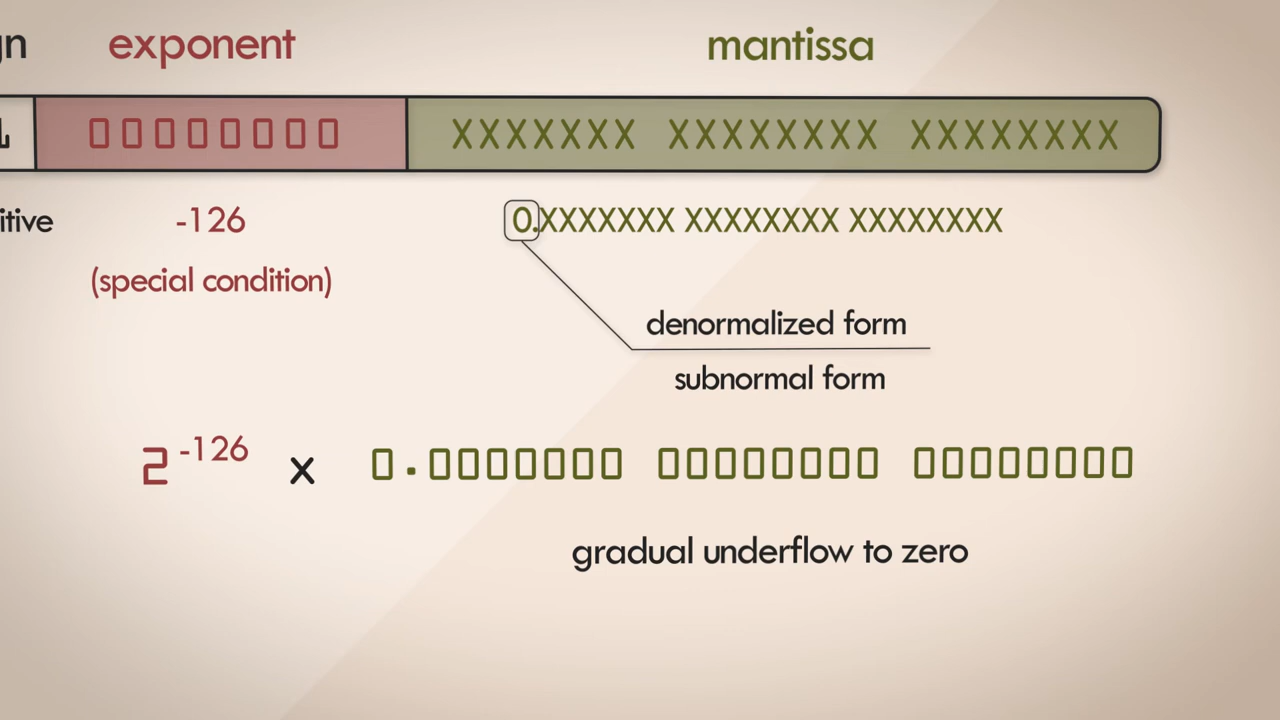 gn exponent mantissa
00000000 XXXXXXX XXXXXXXX XXXXXXXX
itive -126 0.XXXXXXX XXXXXXXX XXXXXXXX
(special condition)
denormalized form
subnormal form
2^-126 x 0.0000000 00000000 00000000
gradual underflow to zero